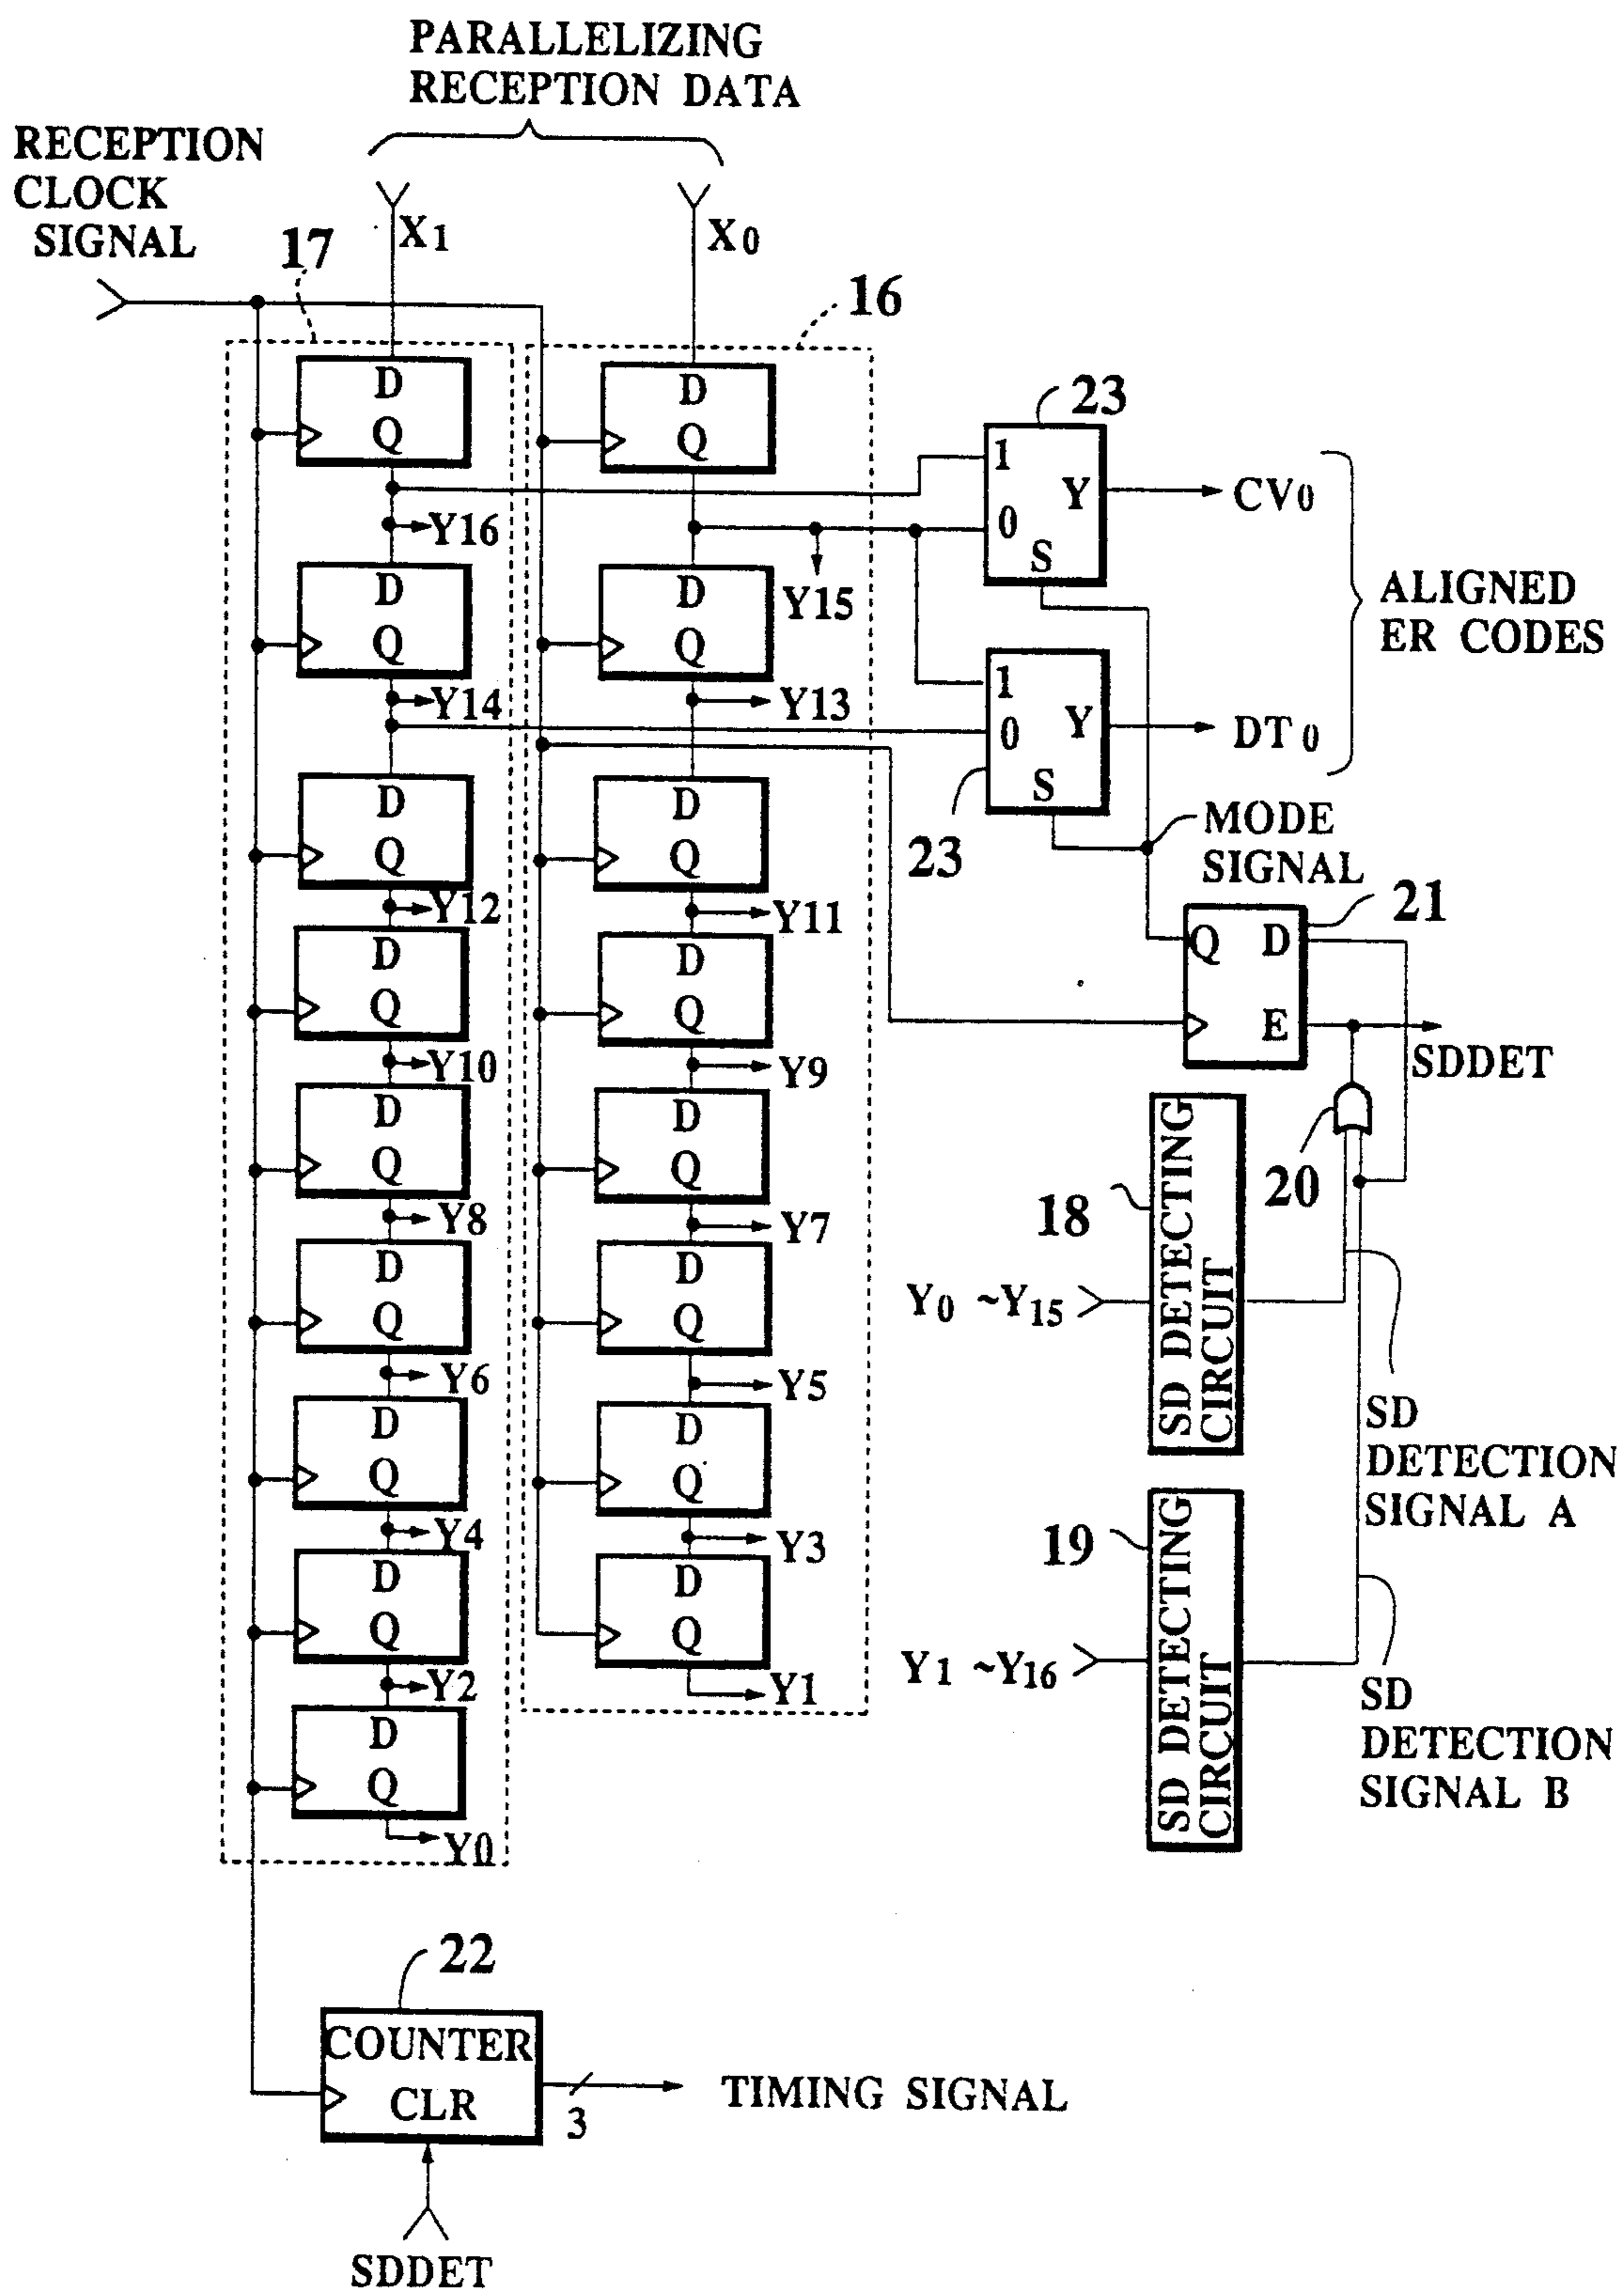 PARALLELIZING
RECEPTION DATA
RECEPTION
CLOCK
SIGNAL
X1
X0
17
16
D
Q
Y16
D
Q
Y14
D
Q
Y12
D
Q
Y10
D
Q
Y8
D
Q
Y6
D
Q
Y4
D
Q
Y2
D
Q
Y0
D
Q
Y15
D
Q
Y13
D
Q
Y11
D
Q
Y9
D
Q
Y7
D
Q
Y5
D
Q
Y3
D
Q
Y1
23
1
0
Y
S
CV0
1
0
Y
S
DT0
23
ALIGNED
ER CODES
MODE
SIGNAL
21
Q D
E
SDDET
20
18
SD DETECTING
CIRCUIT
Y0 ~Y15
SD
DETECTION
SIGNAL A
19
SD DETECTING
CIRCUIT
Y1 ~Y16
SD
DETECTION
SIGNAL B
22
COUNTER
CLR
3
TIMING SIGNAL
SDDET